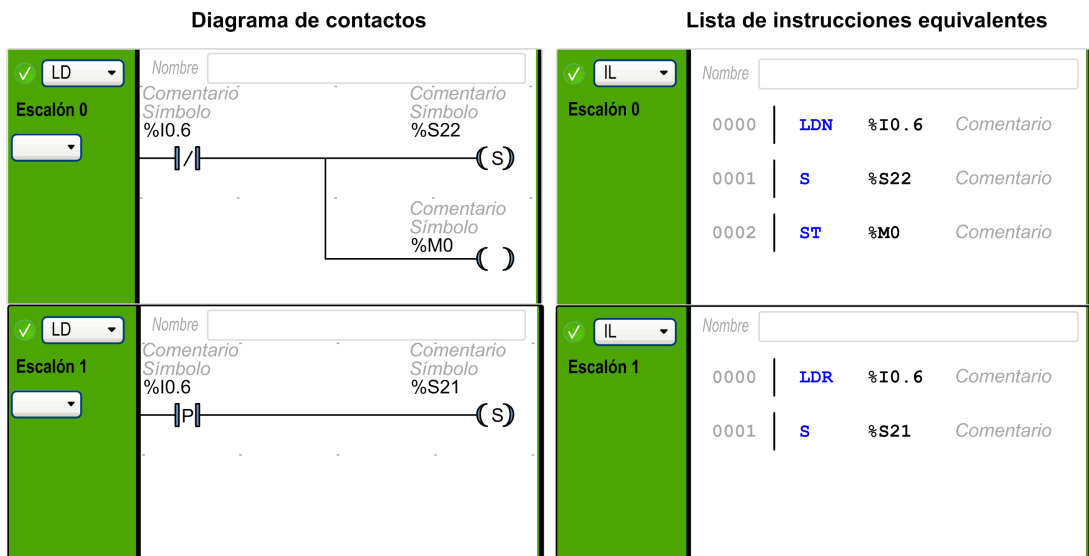 Diagrama de contactos
Lista de instrucciones equivalentes
LD
Nombre
Escalón 0
Comentario
Comentario
Símbolo
Símbolo
%I0.6
%S22
/
S
Comentario
Símbolo
%M0
IL
Nombre
Escalón 0
0000 LDN %I0.6 Comentario
0001 S %S22 Comentario
0002 ST %M0 Comentario
LD
Nombre
Escalón 1
Comentario
Comentario
Símbolo
Símbolo
%I0.6
%S21
P
S
IL
Nombre
Escalón 1
0000 LDR %I0.6 Comentario
0001 S %S21 Comentario